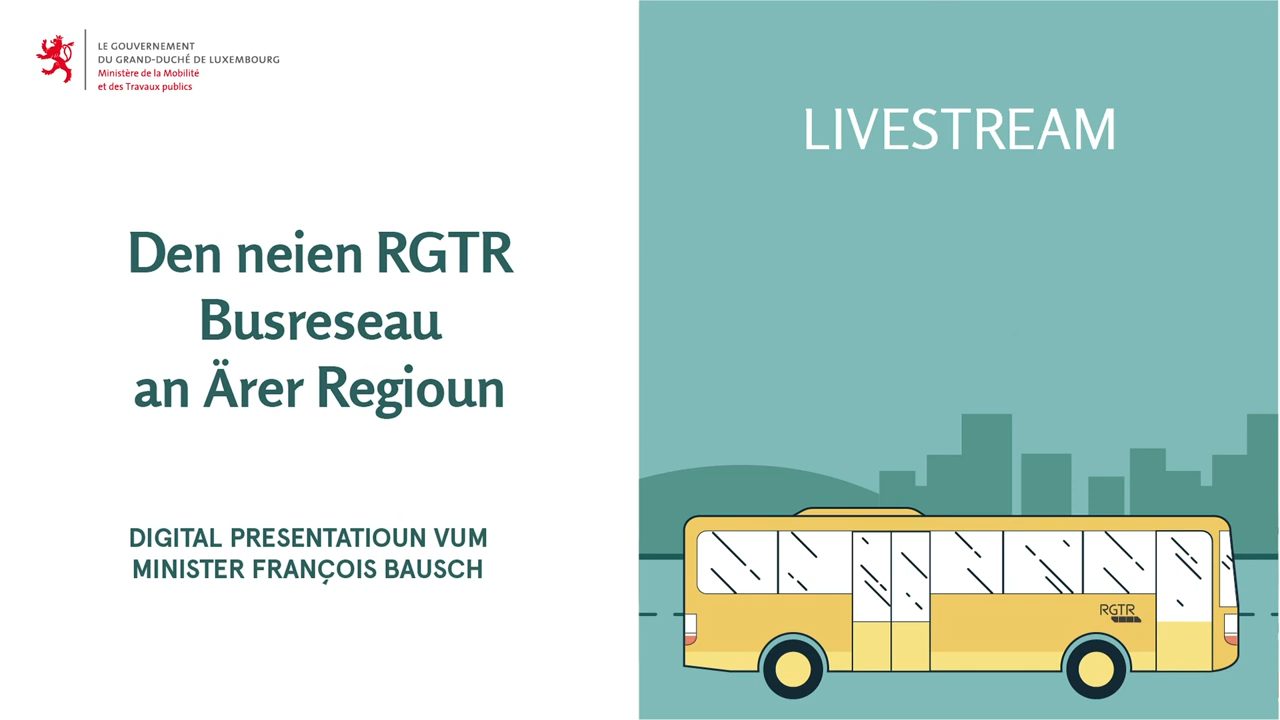 LE GOUVERNEMENT
DU GRAND-DUCHÉ DE LUXEMBOURG
Ministère de la Mobilité
et des Travaux publics
Den neien RGTR
Busreseau
an Ärer Regioun
DIGITAL PRESENTATIOUN VUM
MINISTER FRANÇOIS BAUSCH
LIVESTREAM
RGTR